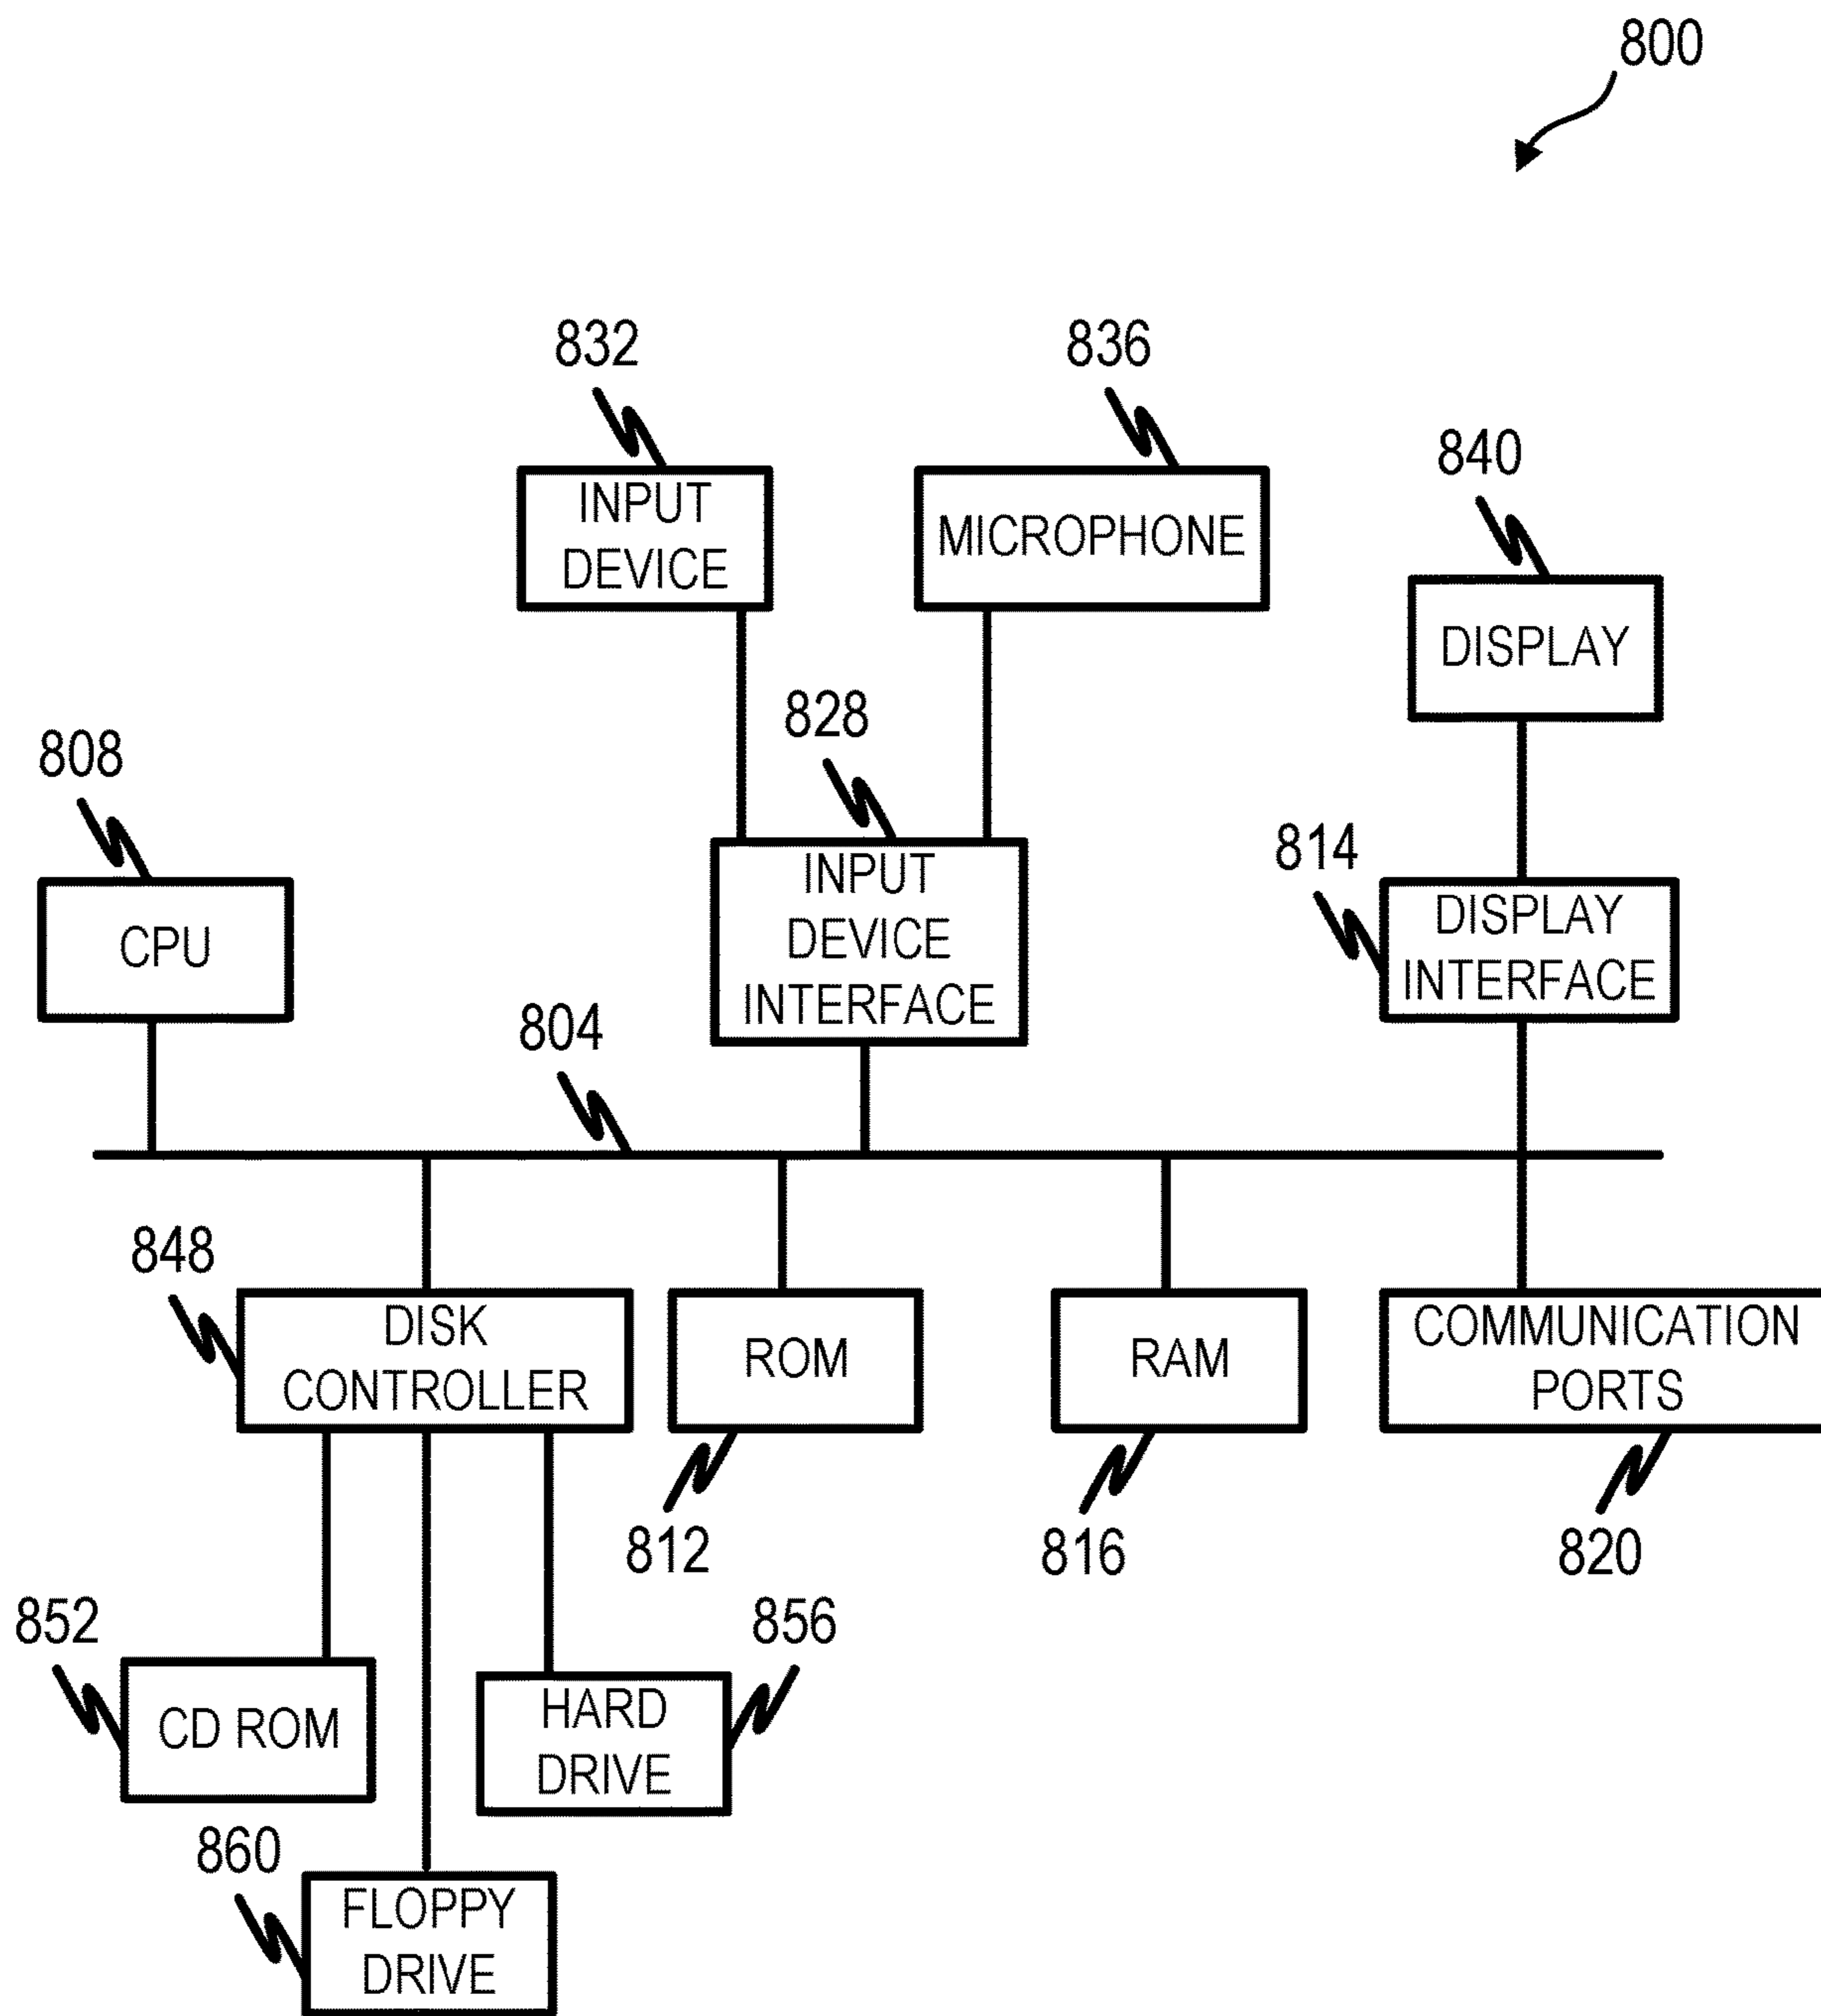 800
832
836
INPUT
DEVICE
MICROPHONE
840
DISPLAY
828
808
814
INPUT
DEVICE
INTERFACE
CPU
DISPLAY
INTERFACE
804
848
DISK
CONTROLLER
ROM
RAM
COMMUNICATION
PORTS
812
816
820
852
856
CD ROM
HARD
DRIVE
860
FLOPPY
DRIVE